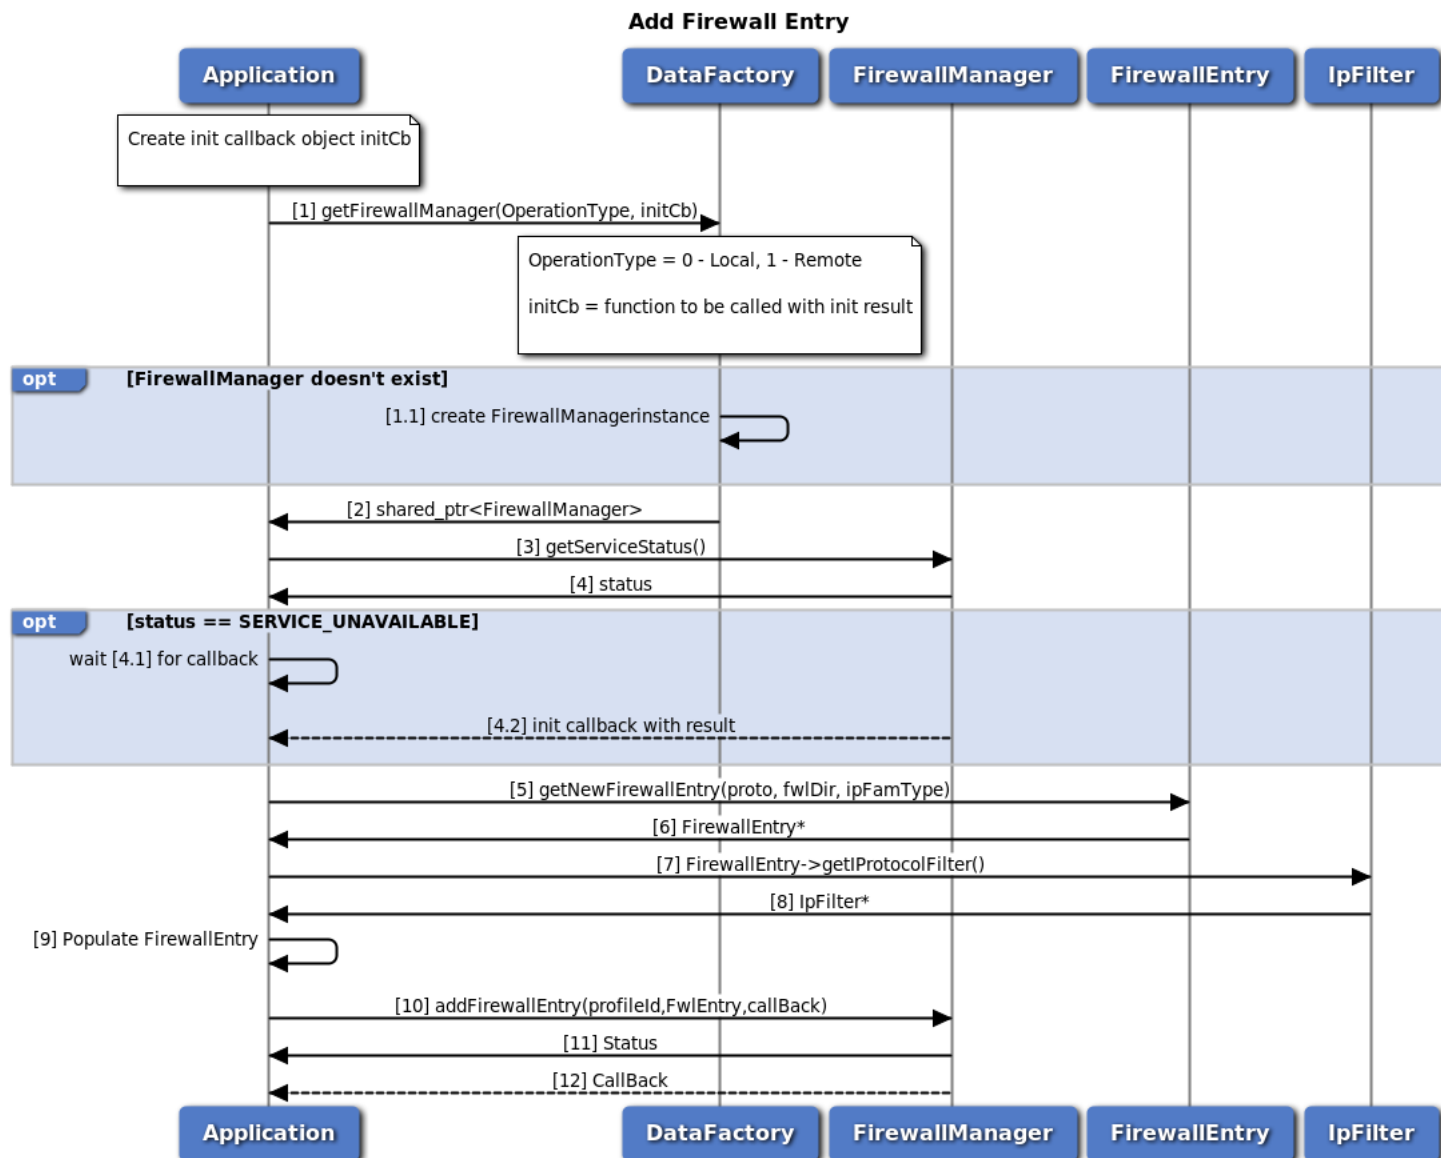 Add Firewall Entry
Application
DataFactory
FirewallManager
FirewallEntry
IpFilter
Create init callback object initCb
[1] getFirewallManager(OperationType, initCb)
OperationType = 0 - Local, 1 - Remote
initCb = function to be called with init result
opt
[FirewallManager doesn't exist]
[1.1] create FirewallManagerinstance
[2] shared_ptr<FirewallManager>
[3] getServiceStatus()
[4] status
opt
[status == SERVICE_UNAVAILABLE]
wait [4.1] for callback
[4.2] init callback with result
[5] getNewFirewallEntry(proto, fwlDir, ipFamType)
[6] FirewallEntry*
[7] FirewallEntry->getIProtocolFilter()
[8] IpFilter*
[9] Populate FirewallEntry
[10] addFirewallEntry(profileId,FwlEntry,callBack)
[11] Status
[12] CallBack
Application
DataFactory
FirewallManager
FirewallEntry
IpFilter